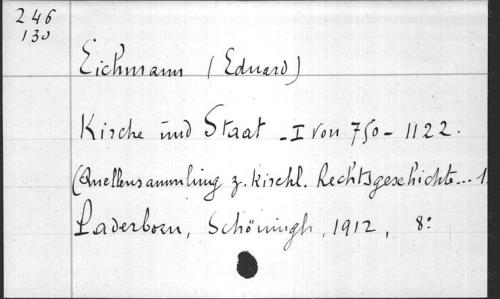 246
130
Eichmann (Eduard)
Kirche und Staat - I von 750 - 1122.
(Quellensammlung z. kirchl. Rechtsgeschichte... 1.
Paderborn, Schöningh, 1912, 8: